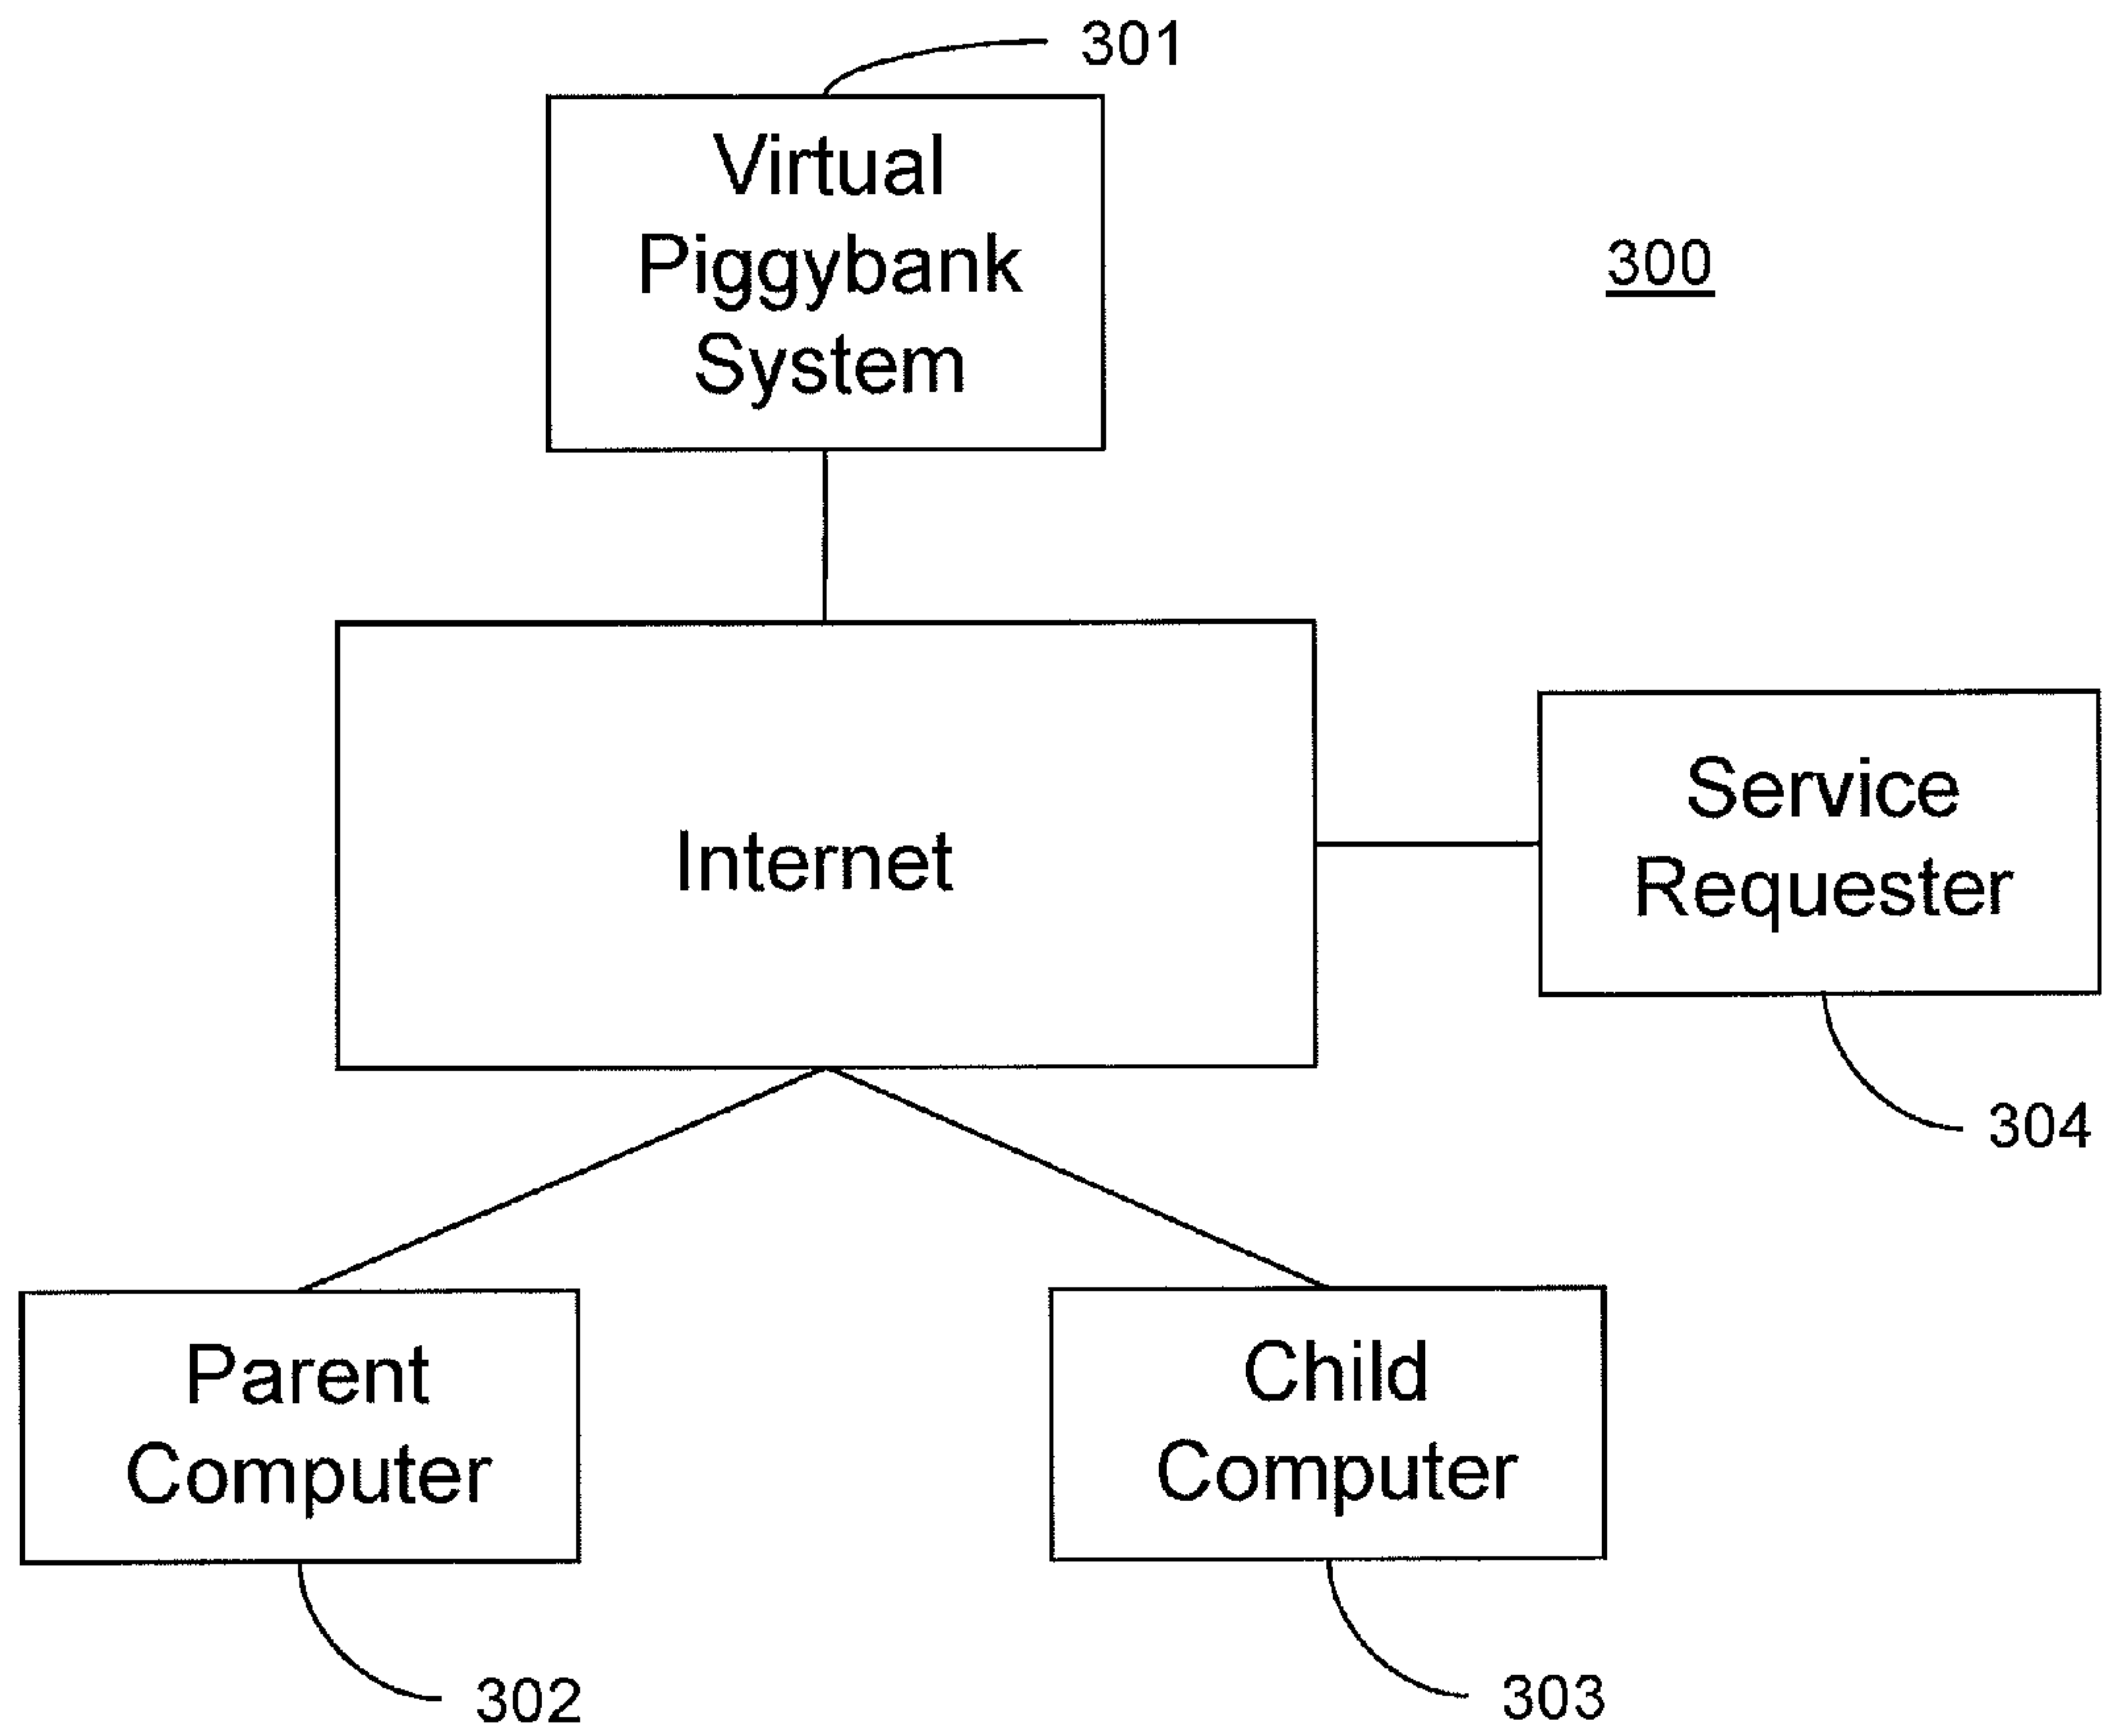 301
Virtual
Piggybank
System
300
Internet
Service
Requester
304
Parent
Computer
Child
Computer
302
303